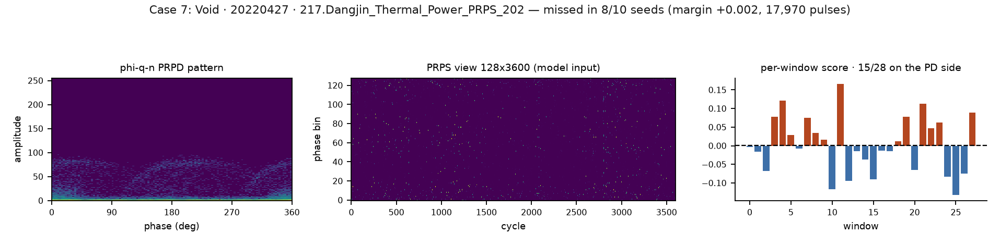 Case 7: Void · 20220427 · 217.Dangjin_Thermal_Power_PRPS_202 — missed in 8/10 seeds (margin +0.002, 17,970 pulses)
phi-q-n PRPD pattern
250
200
150
100
50
0
amplitude
0 90 180 270 360
phase (deg)
PRPS view 128x3600 (model input)
120
100
80
60
40
20
0
phase bin
0 500 1000 1500 2000 2500 3000 3500
cycle
per-window score · 15/28 on the PD side
0.15
0.10
0.05
0.00
−0.05
−0.10
0 5 10 15 20 25
window